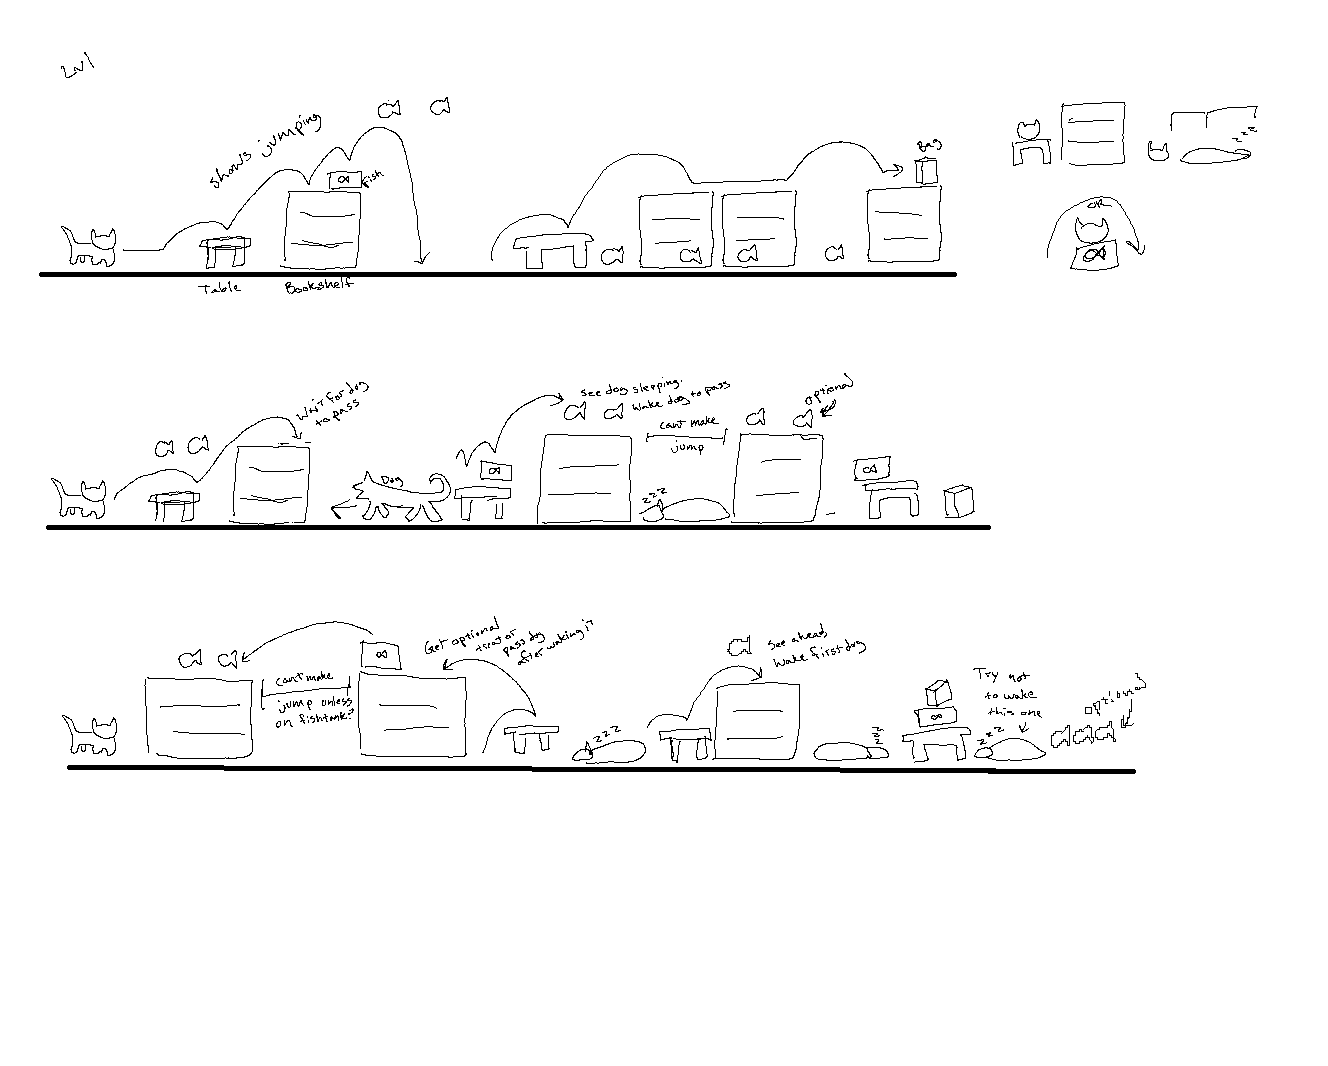 Lvl
shows jumping
fish
Bag
OR
Table
Bookshelf
Wait for dog
to pass
Dog
See dog sleeping.
Wake dog to pass
can't make
jump
optional
zzz
zzz
can't make
jump unless
on fishtank?
Get optional
treat or
pass dog
after waking it
zzz
See ahead,
wake first dog
zzz
Try not
to wake
this one
zzz
optional